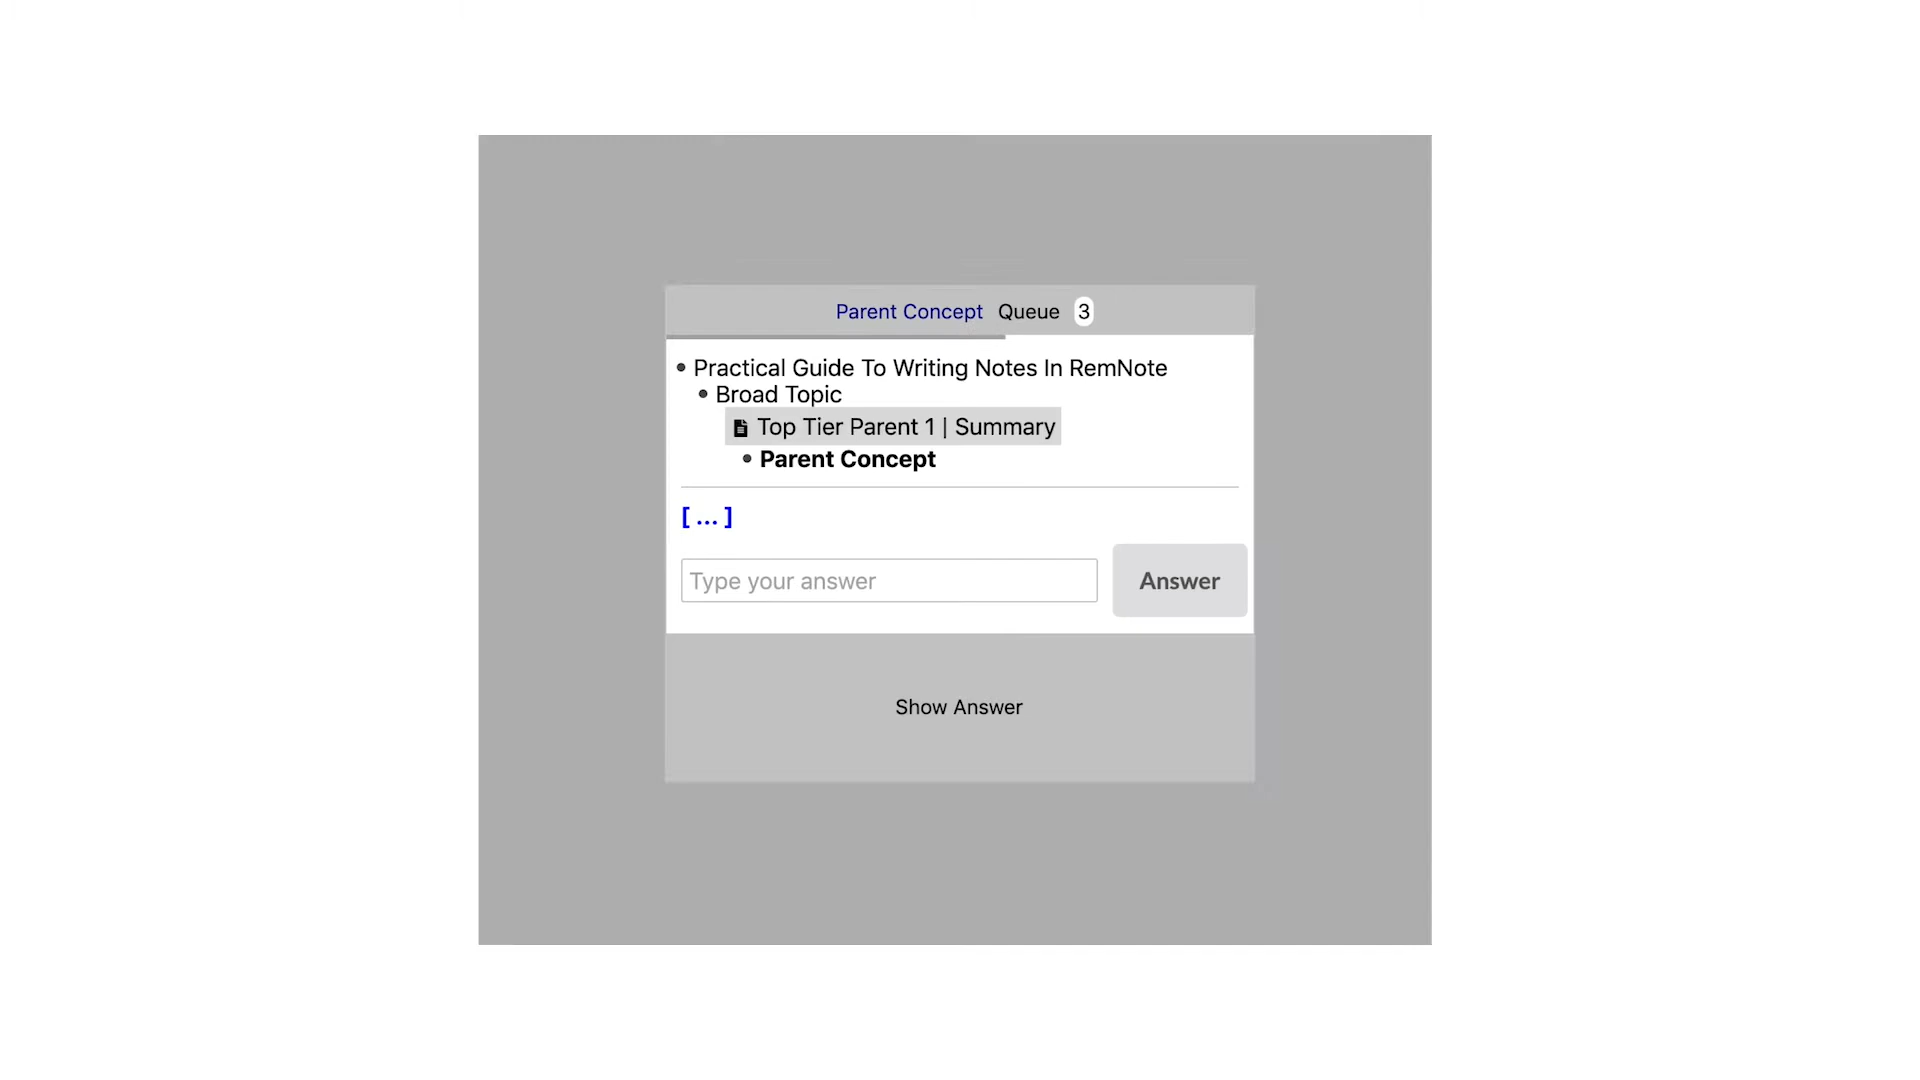 Parent Concept Queue 3
Practical Guide To Writing Notes In RemNote
Broad Topic
Top Tier Parent 1 | Summary
Parent Concept
[ ... ]
Type your answer
Answer
Show Answer